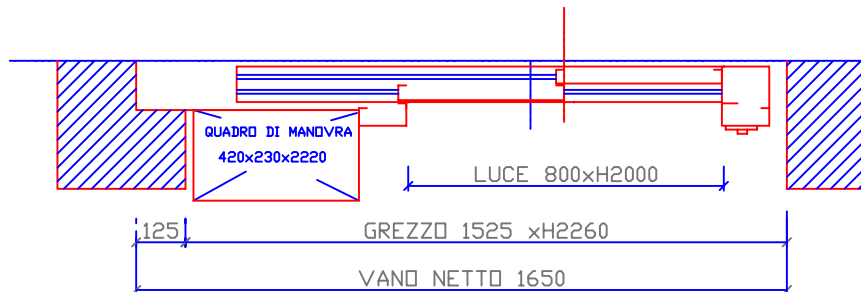 QUADRO DI MANOVRA
420x230x2220
LUCE 800xH2000
125
GREZZO 1525 xH2260
VANO NETTO 1650